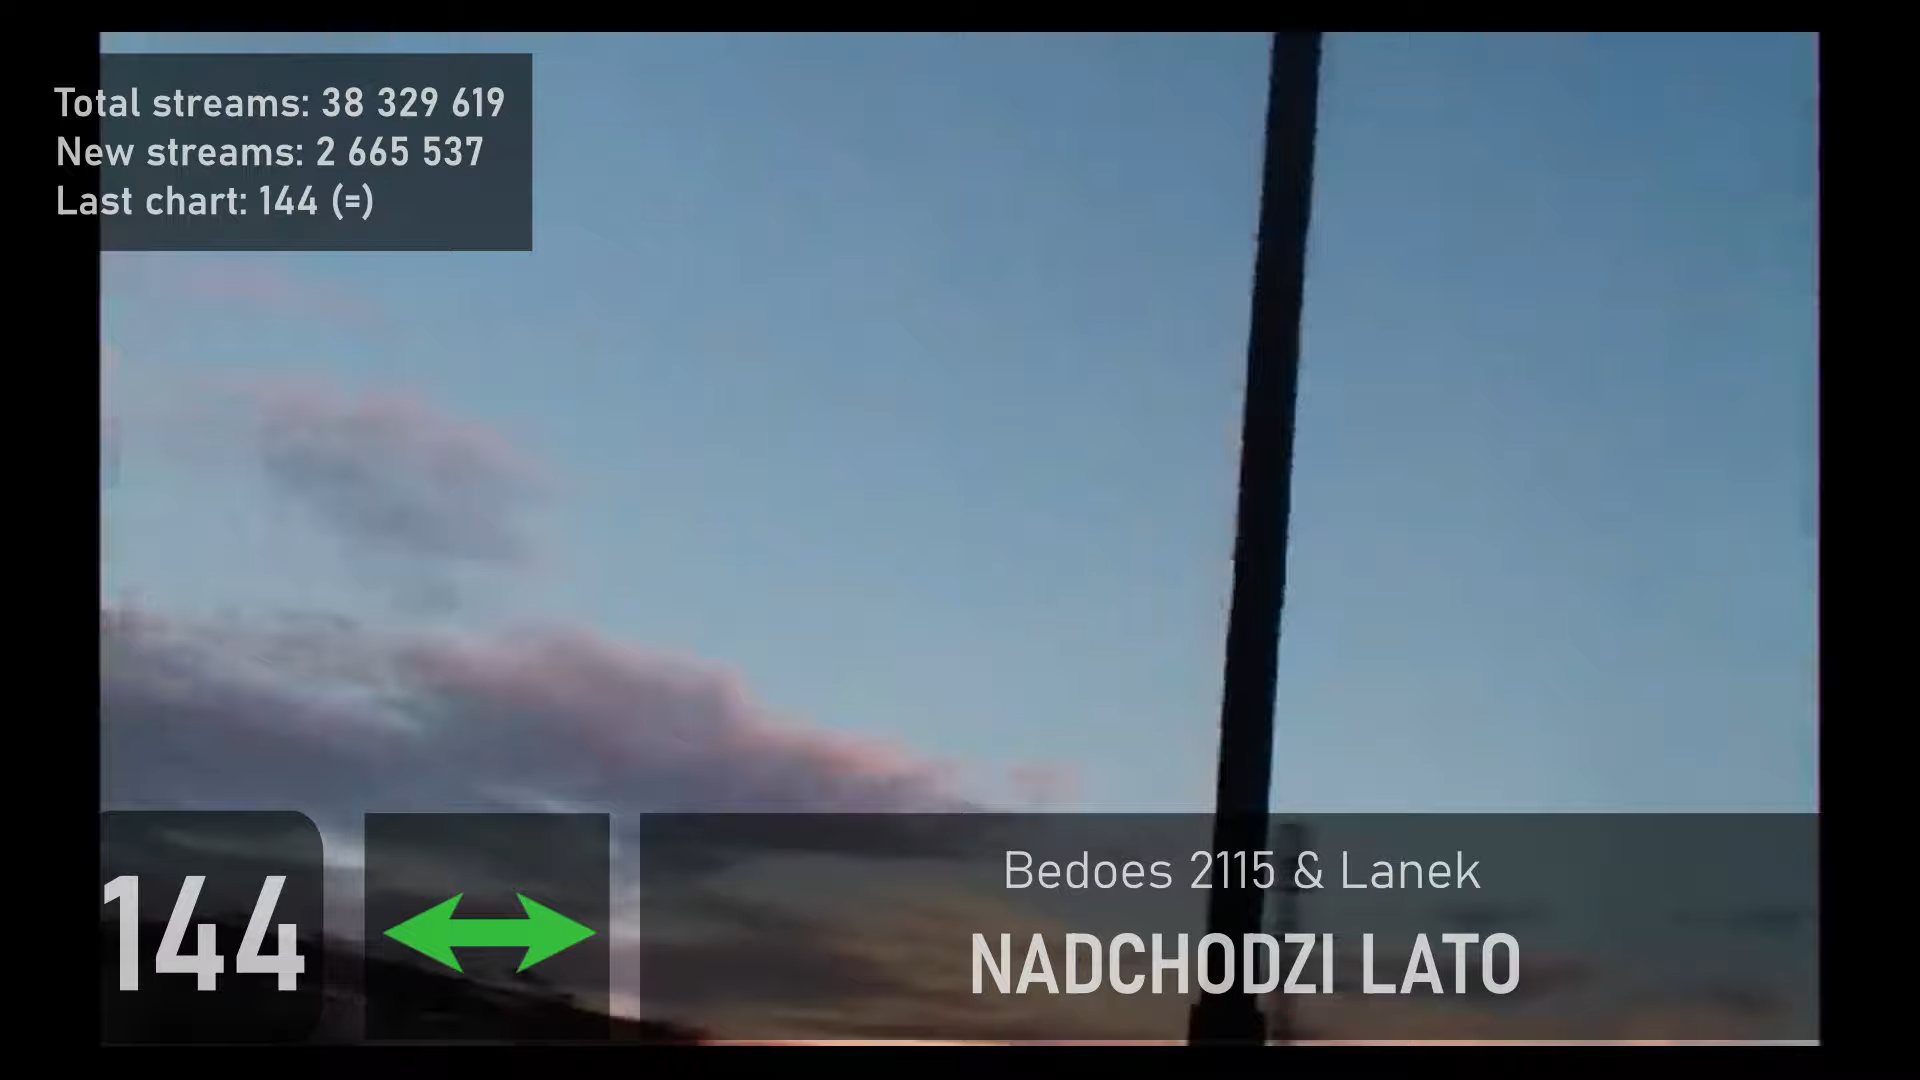 Total streams: 38 329 619
New streams: 2 665 537
Last chart: 144 (=)
144
Bedoes 2115 & Lanek
NADCHODZI LATO